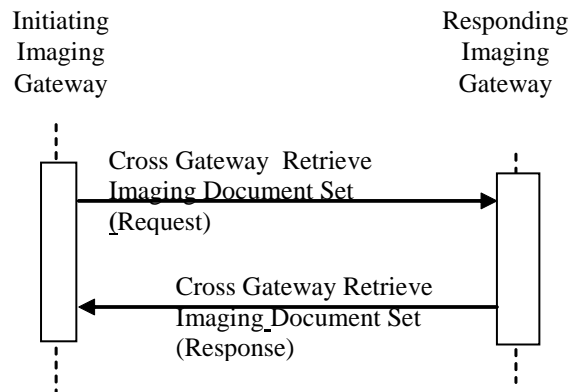 Initiating
Imaging
Gateway
Responding
Imaging
Gateway
Cross Gateway Retrieve
Imaging Document Set
(Request)
Cross Gateway Retrieve
Imaging Document Set
(Response)